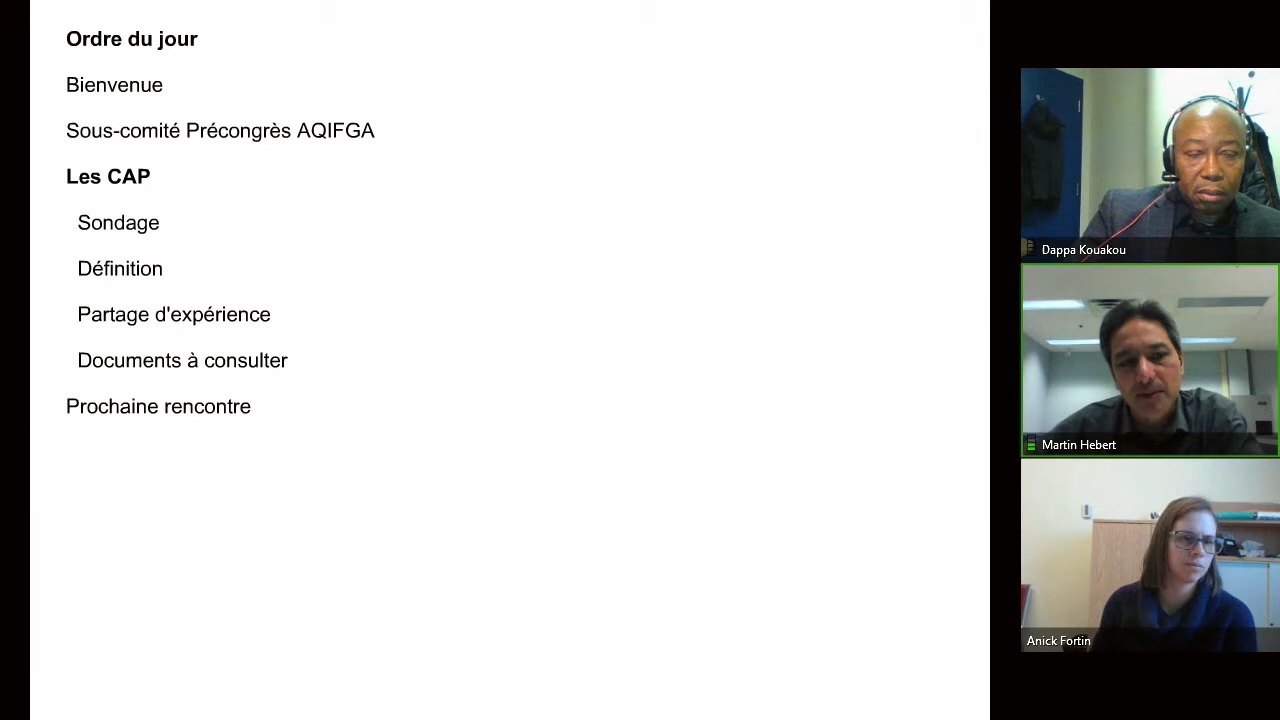 Ordre du jour
Bienvenue
Sous-comité Précongrès AQIFGA
Les CAP
Sondage
Définition
Partage d'expérience
Documents à consulter
Prochaine rencontre
Dappa Kouakou
Martin Hebert
Anick Fortin